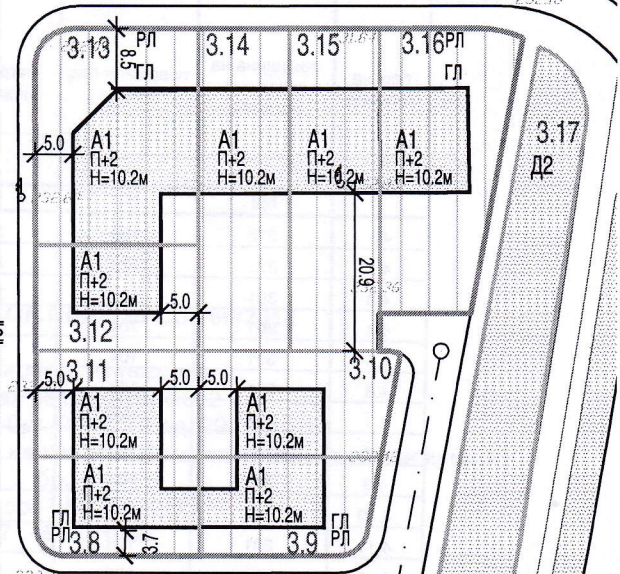 3.13
РЛ
3.14
3.15
3.16
РЛ
8.5
ГЛ
ГЛ
3.17
Д2
5.0
А1
П+2
Н=10.2м
А1
П+2
Н=10.2м
А1
П+2
Н=10.2м
А1
П+2
Н=10.2м
А1
П+2
Н=10.2м
20.9
5.0
3.12
3.11
3.10
5.0
5.0
5.0
А1
П+2
Н=10.2м
А1
П+2
Н=10.2м
А1
П+2
Н=10.2м
А1
П+2
Н=10.2м
ГЛ
РЛ
3.8
3.7
3.9
ГЛ
РЛ